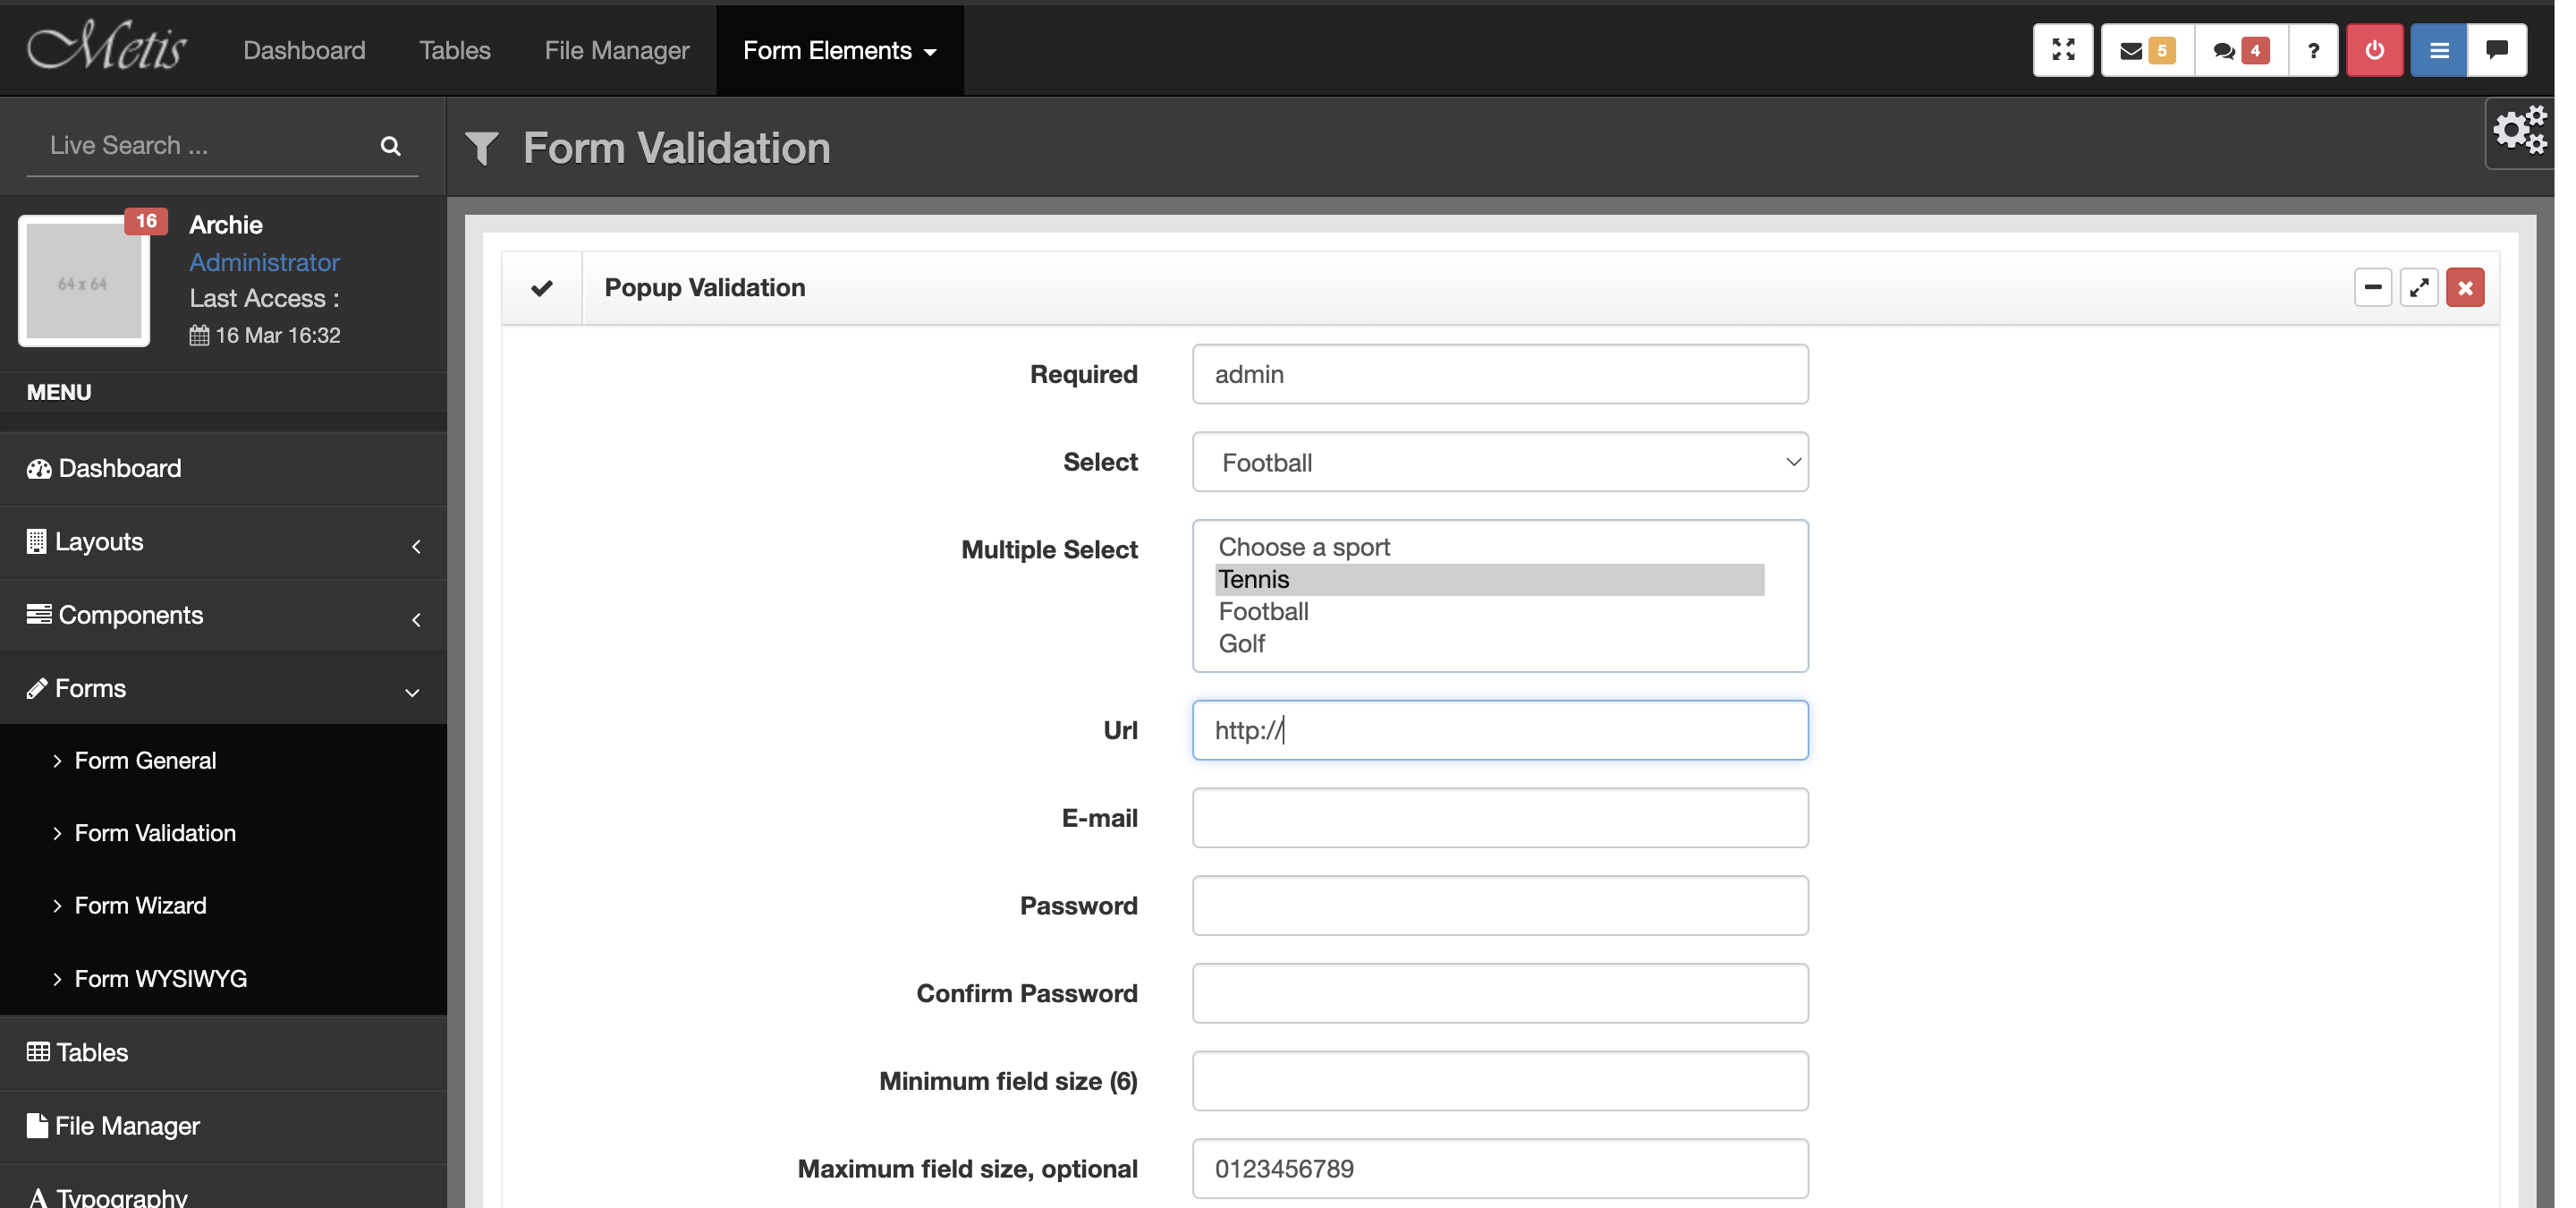 Metis
Dashboard
Tables
File Manager
Form Elements
5
4
?
Live Search ...
Form Validation
16
64 x 64
Archie
Administrator
Last Access :
16 Mar 16:32
MENU
Dashboard
Layouts
Components
Forms
Form General
Form Validation
Form Wizard
Form WYSIWYG
Tables
File Manager
Typography
Popup Validation
Required
admin
Select
Football
Multiple Select
Choose a sport
Tennis
Football
Golf
Url
http://
E-mail
Password
Confirm Password
Minimum field size (6)
Maximum field size, optional
0123456789